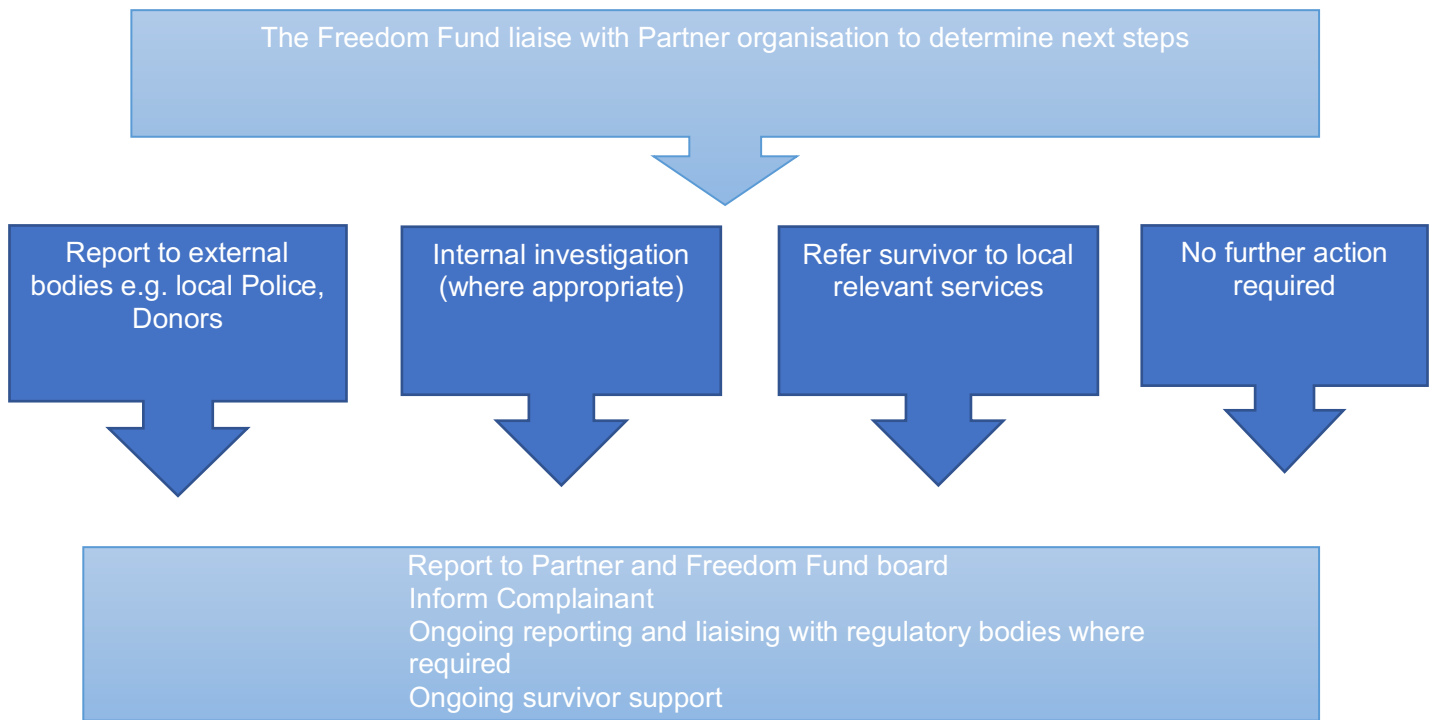 The Freedom Fund liaise with Partner organisation to determine next steps
Report to external
bodies e.g. local Police,
Donors
Internal investigation
(where appropriate)
Refer survivor to local
relevant services
No further action
required
Report to Partner and Freedom Fund board
Inform Complainant
Ongoing reporting and liaising with regulatory bodies where
required
Ongoing survivor support